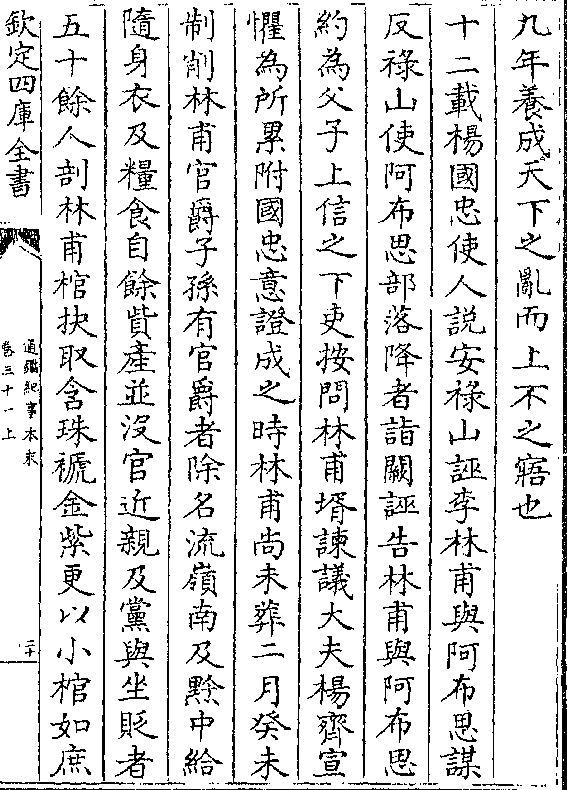 九年養成天下之亂而上不之寤也
十二載楊國忠使人説安祿山誣李林甫與阿布思謀
反祿山使阿布思部落降者詣闕誣告林甫與阿布思
約為父子上信之下吏按問林甫壻諫議大夫楊齊宣
懼為所累附國忠意證成之時林甫尚未葬二月癸未
制削林甫官爵子孫有官爵者除名流嶺南及黔中給
隨身衣及糧食自餘貲產並沒官近親及黨與坐貶者
五十餘人剖林甫棺抉取含珠褫金紫更以小棺如庶
欽定四庫全書
通鑑紀事本末
卷三十一上
二十